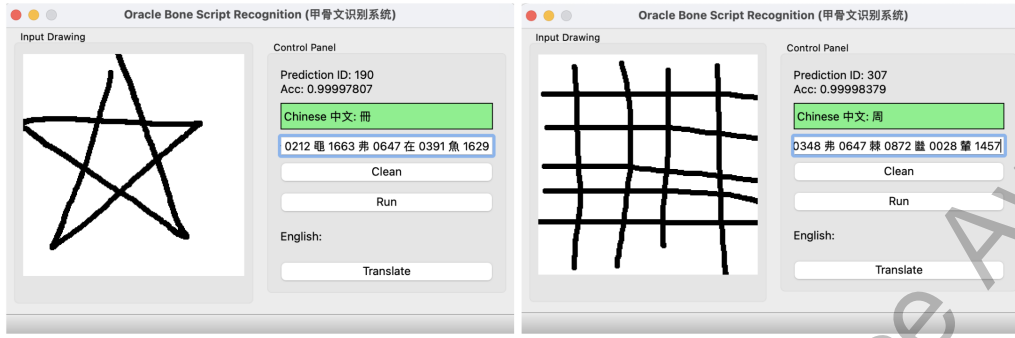 Oracle Bone Script Recognition (甲骨文识别系统)
Input Drawing
Control Panel
Prediction ID: 190
Acc: 0.99997807
Chinese 中文: 冊
0212 黽 1663 弗 0647 在 0391 魚 1629
Clean
Run
English:
Translate
Oracle Bone Script Recognition (甲骨文识别系统)
Input Drawing
Control Panel
Prediction ID: 307
Acc: 0.99998379
Chinese 中文: 周
0348 弗 0647 棘 0872 0028 1457
Clean
Run
English:
Translate